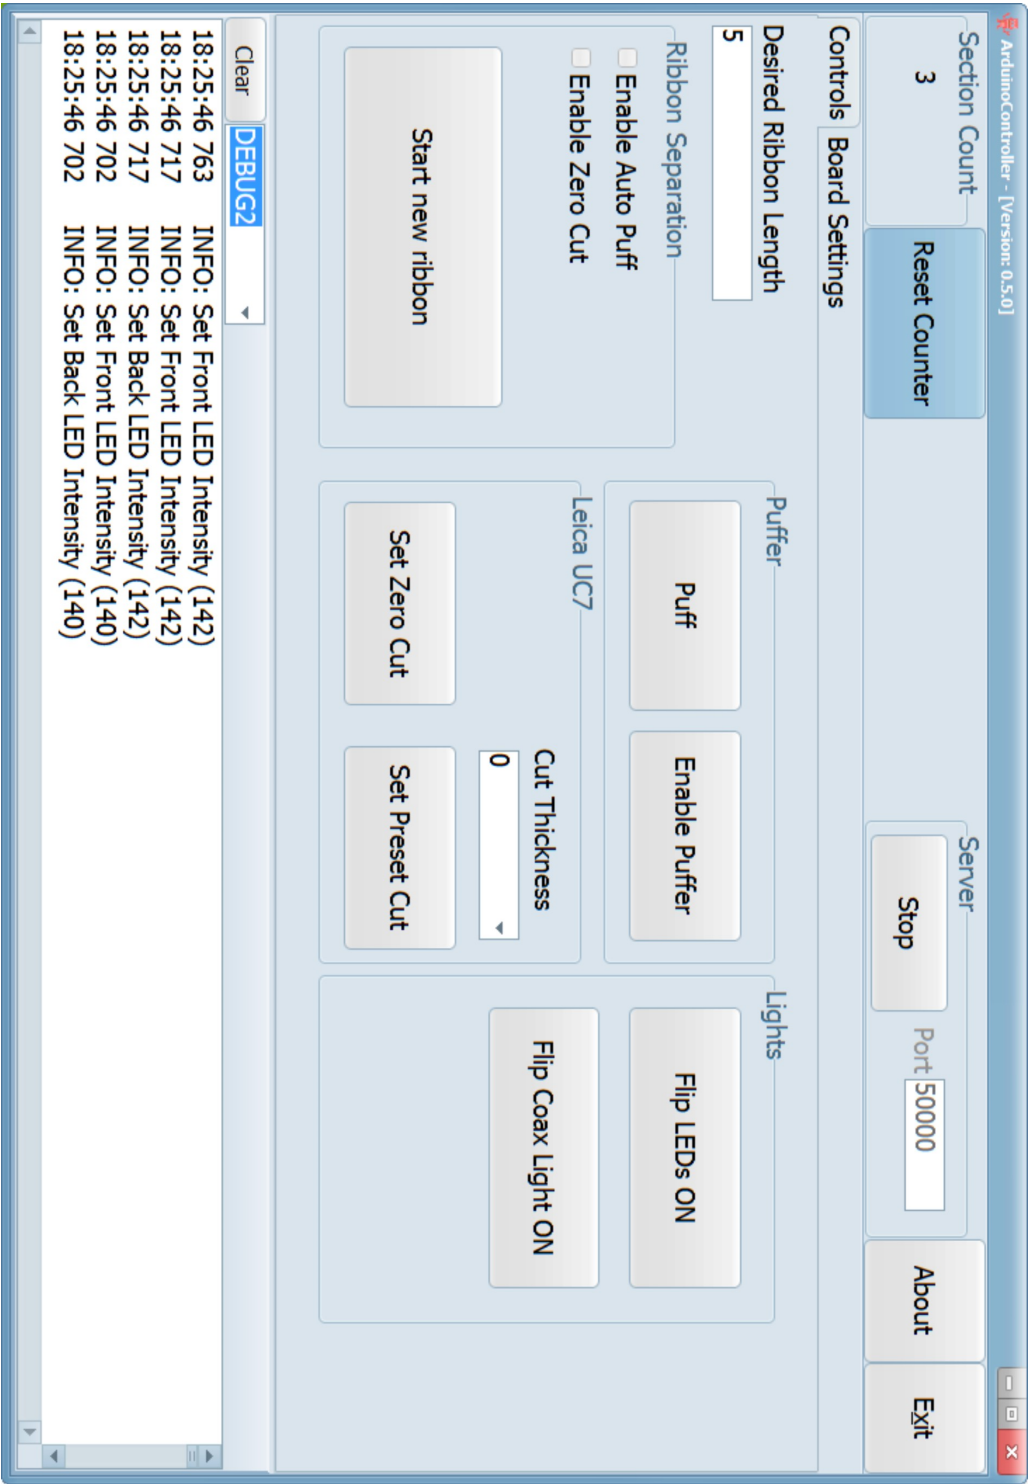 ArduinoController - [Version: 0.5.0]
Section Count
3
Reset Counter
Server
Stop
Port 50000
About
Exit
Controls
Board Settings
Desired Ribbon Length
5
Ribbon Separation
Enable Auto Puff
Enable Zero Cut
Start new ribbon
Puffer
Puff
Enable Puffer
Leica UC7
Cut Thickness
0
Set Zero Cut
Set Preset Cut
Lights
Flip LEDs ON
Flip Coax Light ON
Clear
DEBUG2
18:25:46 763 INFO: Set Front LED Intensity (142)
18:25:46 717 INFO: Set Front LED Intensity (142)
18:25:46 717 INFO: Set Back LED Intensity (142)
18:25:46 702 INFO: Set Front LED Intensity (140)
18:25:46 702 INFO: Set Back LED Intensity (140)